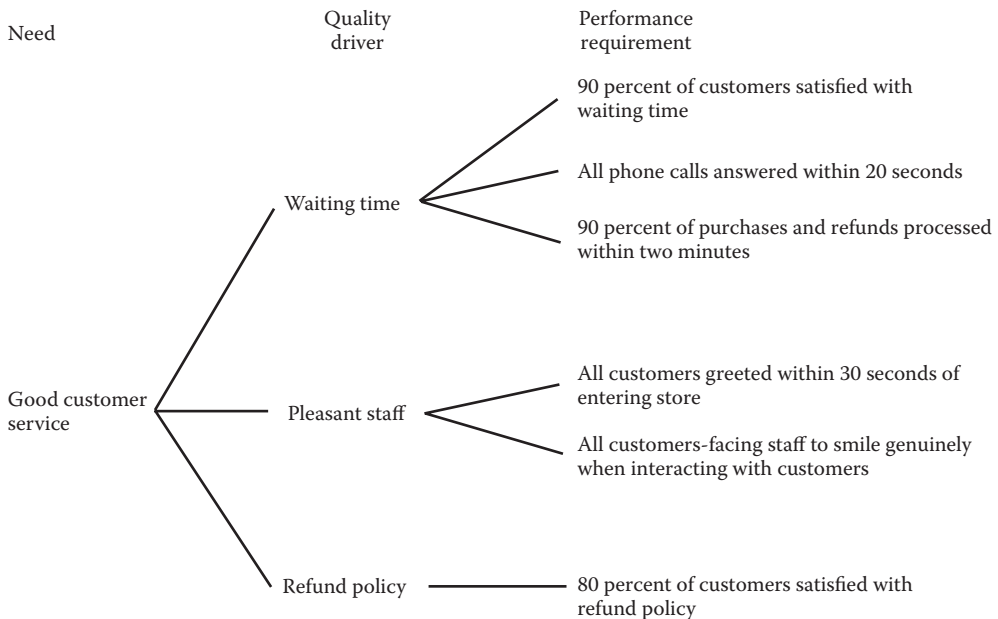 Need
Quality
driver
Performance
requirement
90 percent of customers satisfied with
waiting time
All phone calls answered within 20 seconds
Waiting time
90 percent of purchases and refunds processed
within two minutes
All customers greeted within 30 seconds of
entering store
Good customer
service
Pleasant staff
All customers-facing staff to smile genuinely
when interacting with customers
Refund policy
80 percent of customers satisfied with
refund policy